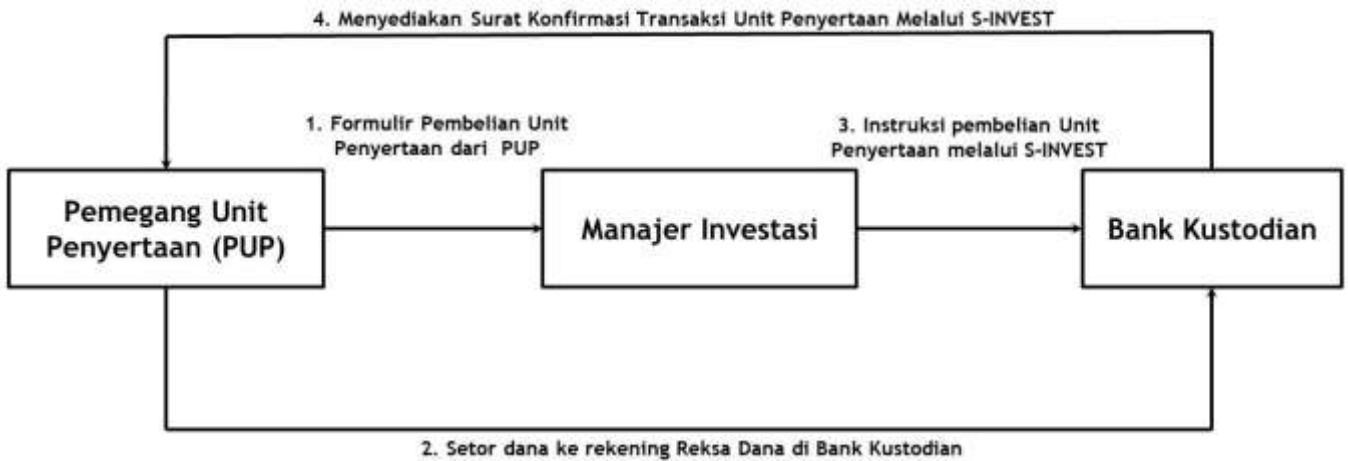 4. Menyediakan Surat Konfirmasi Transaksi Unit Penyertaan Melalui S-INVEST
1. Formulir Pembelian Unit
Penyertaan dari PUP
3. Instruksi pembelian Unit
Penyertaan melalui S-INVEST
Pemegang Unit
Penyertaan (PUP)
Manajer Investasi
Bank Kustodian
2. Setor dana ke rekening Reksa Dana di Bank Kustodian